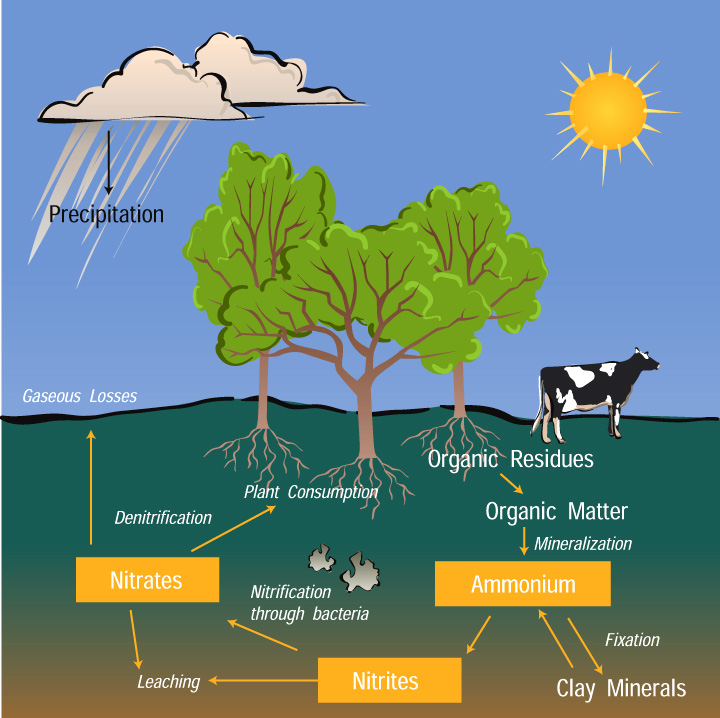 Precipitation
Gaseous Losses
Organic Residues
Plant Consumption
Organic Matter
Denitrification
Mineralization
Nitrates
Ammonium
Nitrification
through bacteria
Fixation
Leaching
Nitrites
Clay Minerals